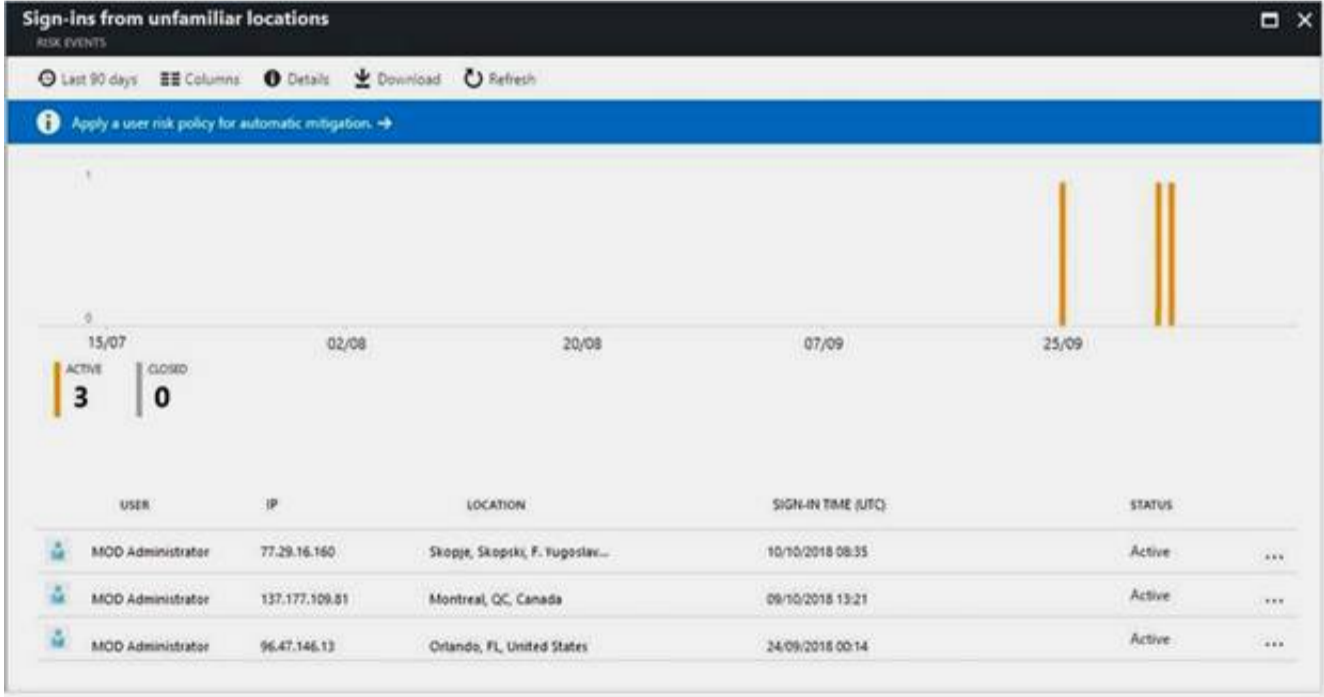 Sign-ins from unfamiliar locations
RISK EVENTS
Last 90 days Columns Details Download Refresh
Apply a user risk policy for automatic mitigation. →
1
0
15/07 02/08 20/08 07/09 25/09
ACTIVE CLOSED
3 0
USER IP LOCATION SIGN-IN TIME (UTC) STATUS
MOD Administrator 77.29.16.160 Skopje, Skopski, F. Yugoslav... 10/10/2018 08:35 Active ...
MOD Administrator 137.177.109.81 Montreal, QC, Canada 09/10/2018 13:21 Active ...
MOD Administrator 96.47.146.13 Orlando, FL, United States 24/09/2018 00:14 Active ...